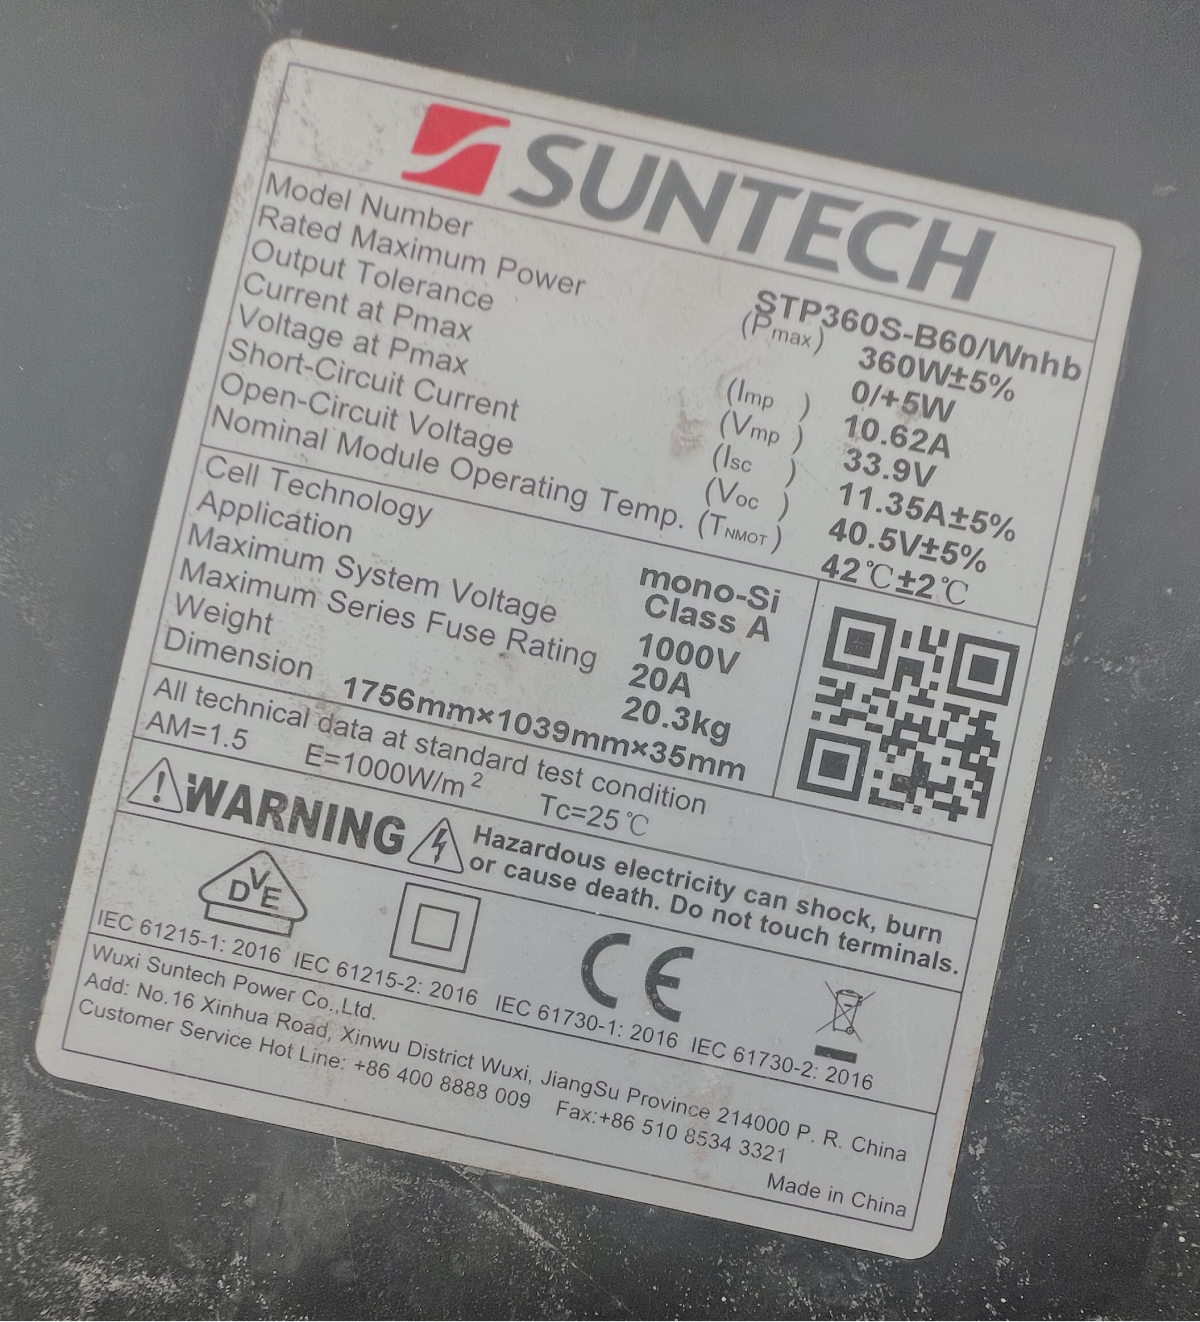 SUNTECH
Model Number STP360S-B60/Wnhb
Rated Maximum Power (Pmax) 360W±5%
Output Tolerance 0/+5W
Current at Pmax (Imp) 10.62A
Voltage at Pmax (Vmp) 33.9V
Short-Circuit Current (Isc) 11.35A±5%
Open-Circuit Voltage (Voc) 40.5V±5%
Nominal Module Operating Temp. (TNMOT) 42℃±2℃
Cell Technology mono-Si
Application Class A
Maximum System Voltage 1000V
Maximum Series Fuse Rating 20A
Weight 20.3kg
Dimension 1756mm×1039mm×35mm
All technical data at standard test condition
AM=1.5 E=1000W/m² Tc=25℃
WARNING Hazardous electricity can shock, burn
or cause death. Do not touch terminals.
DVE
CE
IEC 61215-1: 2016 IEC 61215-2: 2016 IEC 61730-1: 2016 IEC 61730-2: 2016
Wuxi Suntech Power Co.,Ltd.
Add: No.16 Xinhua Road, Xinwu District Wuxi, JiangSu Province 214000 P. R. China
Customer Service Hot Line: +86 400 8888 009 Fax:+86 510 8534 3321
Made in China